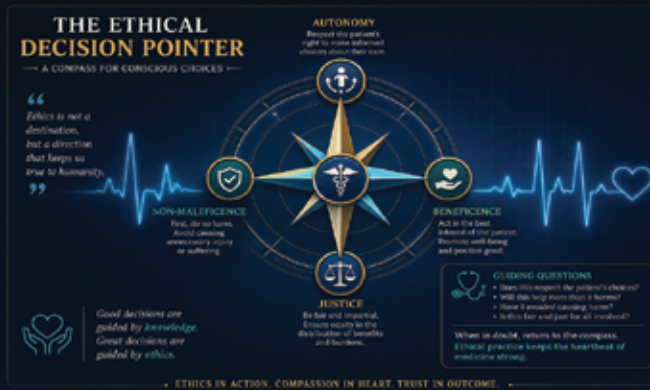 THE ETHICAL
DECISION POINTER
A COMPASS FOR CONSCIOUS CHOICES
“
Ethics is not a
destination,
but a direction
that keeps us
true to humanity.
”
AUTONOMY
Respect the patient's
right to make informed
choices about their care.
NON-MALEFICENCE
First, do no harm.
Avoid causing
unnecessary injury
or suffering.
BENEFICENCE
Act in the best
interest of the patient.
Promote well-being
and positive good.
JUSTICE
Be fair and impartial.
Ensure equity in the
distribution of benefits
and burdens.
Good decisions are
guided by knowledge.
Great decisions are
guided by ethics.
GUIDING QUESTIONS
• Does this respect the patient's choices?
• Will this help more than it harms?
• Have I avoided causing harm?
• Is this fair and just for all involved?
When in doubt, return to the compass.
Ethical practice keeps the heartbeat of
medicine strong.
ETHICS IN ACTION. COMPASSION IN HEART. TRUST IN OUTCOME.